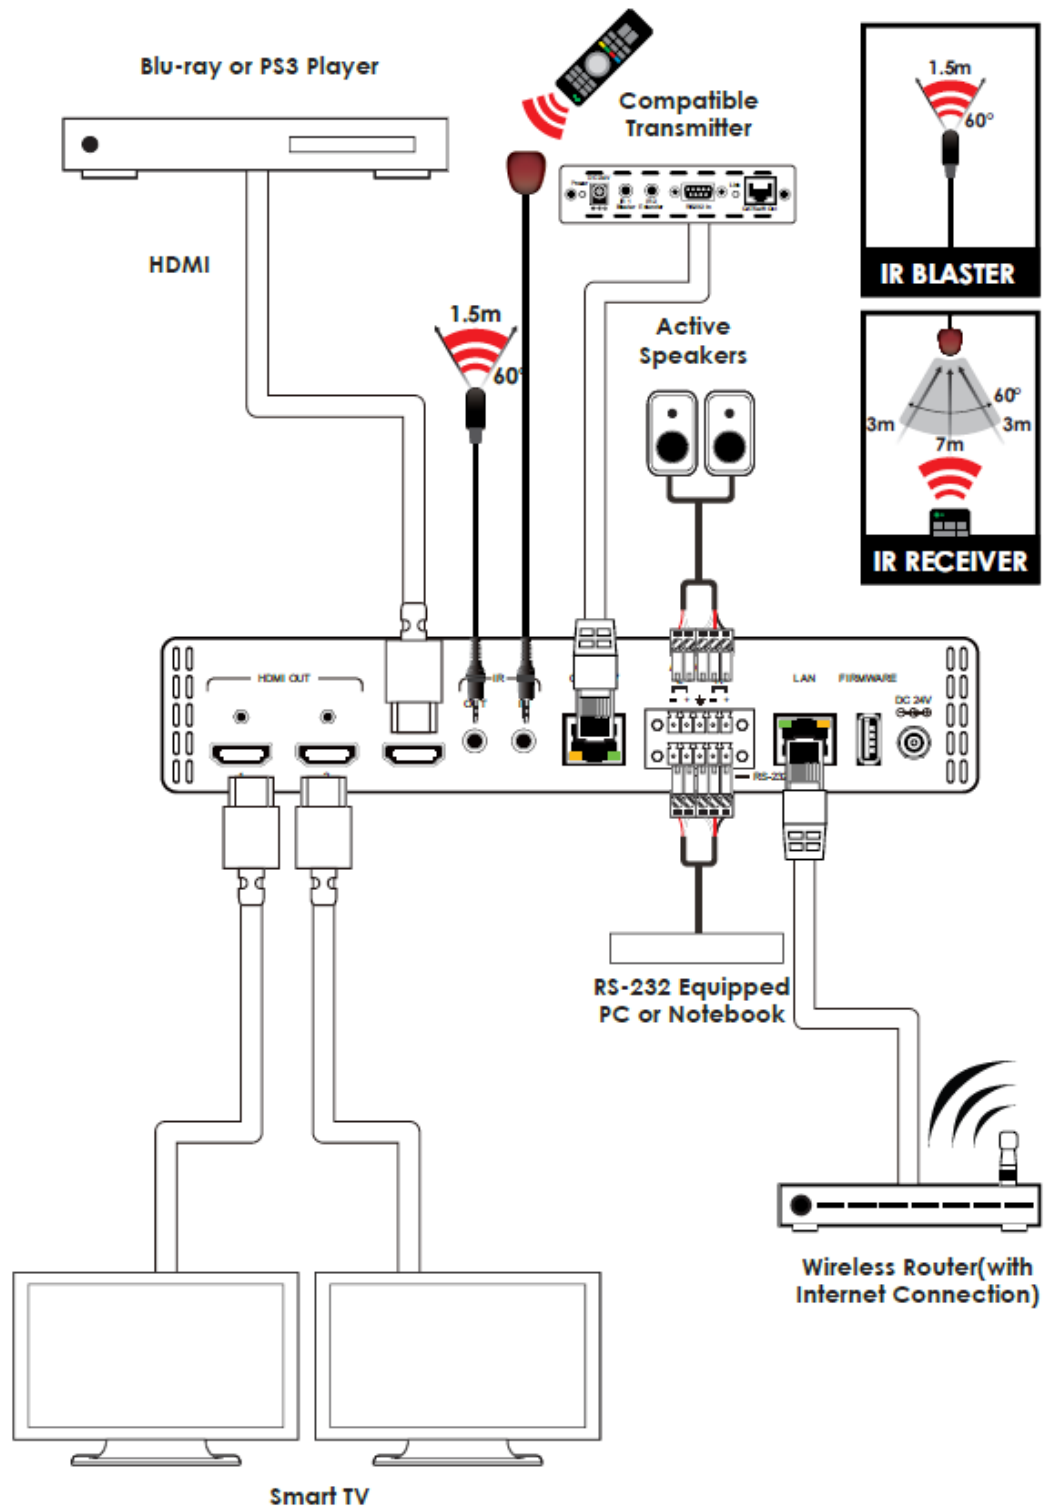 Blu-ray or PS3 Player
Compatible
Transmitter
1.5m
60°
IR BLASTER
HDMI
1.5m
60°
Active
Speakers
60°
3m
3m
7m
IR RECEIVER
HDMI OUT
IR
LAN
FIRMWARE
DC 24V
RS-232
RS-232 Equipped
PC or Notebook
Wireless Router(with
Internet Connection)
Smart TV